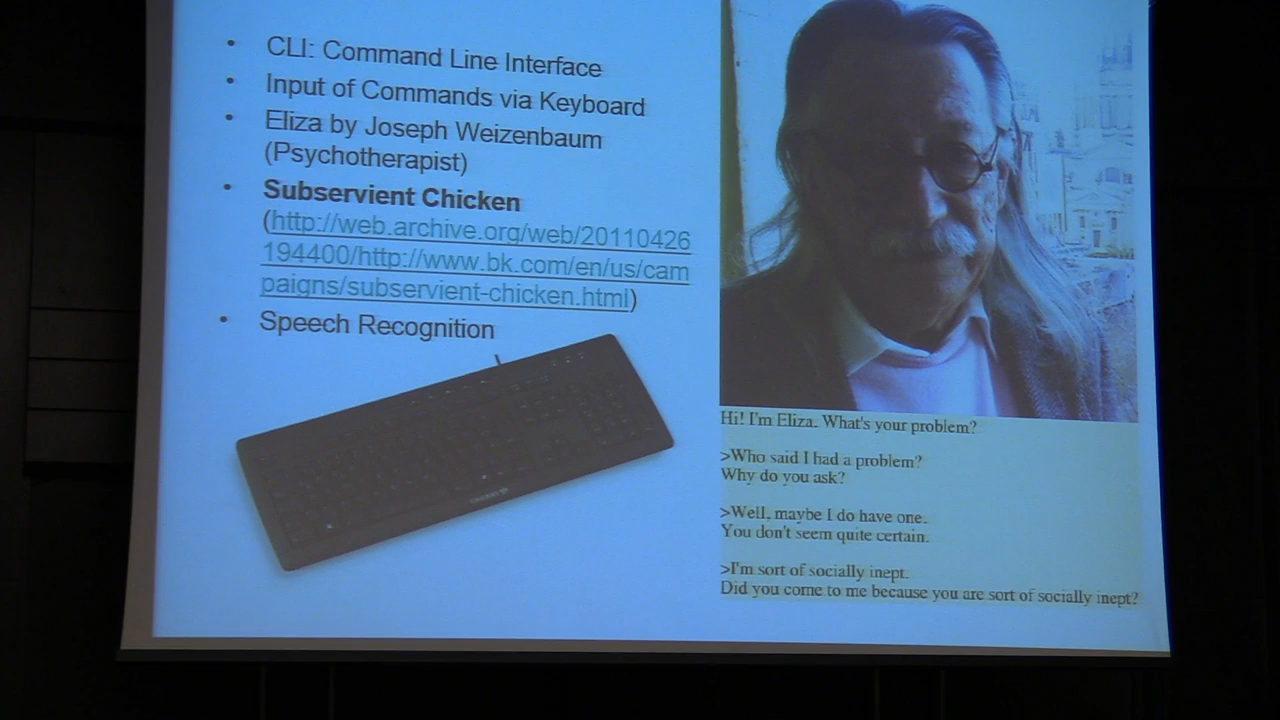 • CLI: Command Line Interface
• Input of Commands via Keyboard
• Eliza by Joseph Weizenbaum
(Psychotherapist)
• Subservient Chicken
(http://web.archive.org/web/20110426
194400/http://www.bk.com/en/us/cam
paigns/subservient-chicken.html)
• Speech Recognition
Hi! I'm Eliza. What's your problem?
>Who said I had a problem?
Why do you ask?
>Well, maybe I do have one.
You don't seem quite certain.
>I'm sort of socially inept.
Did you come to me because you are sort of socially inept?